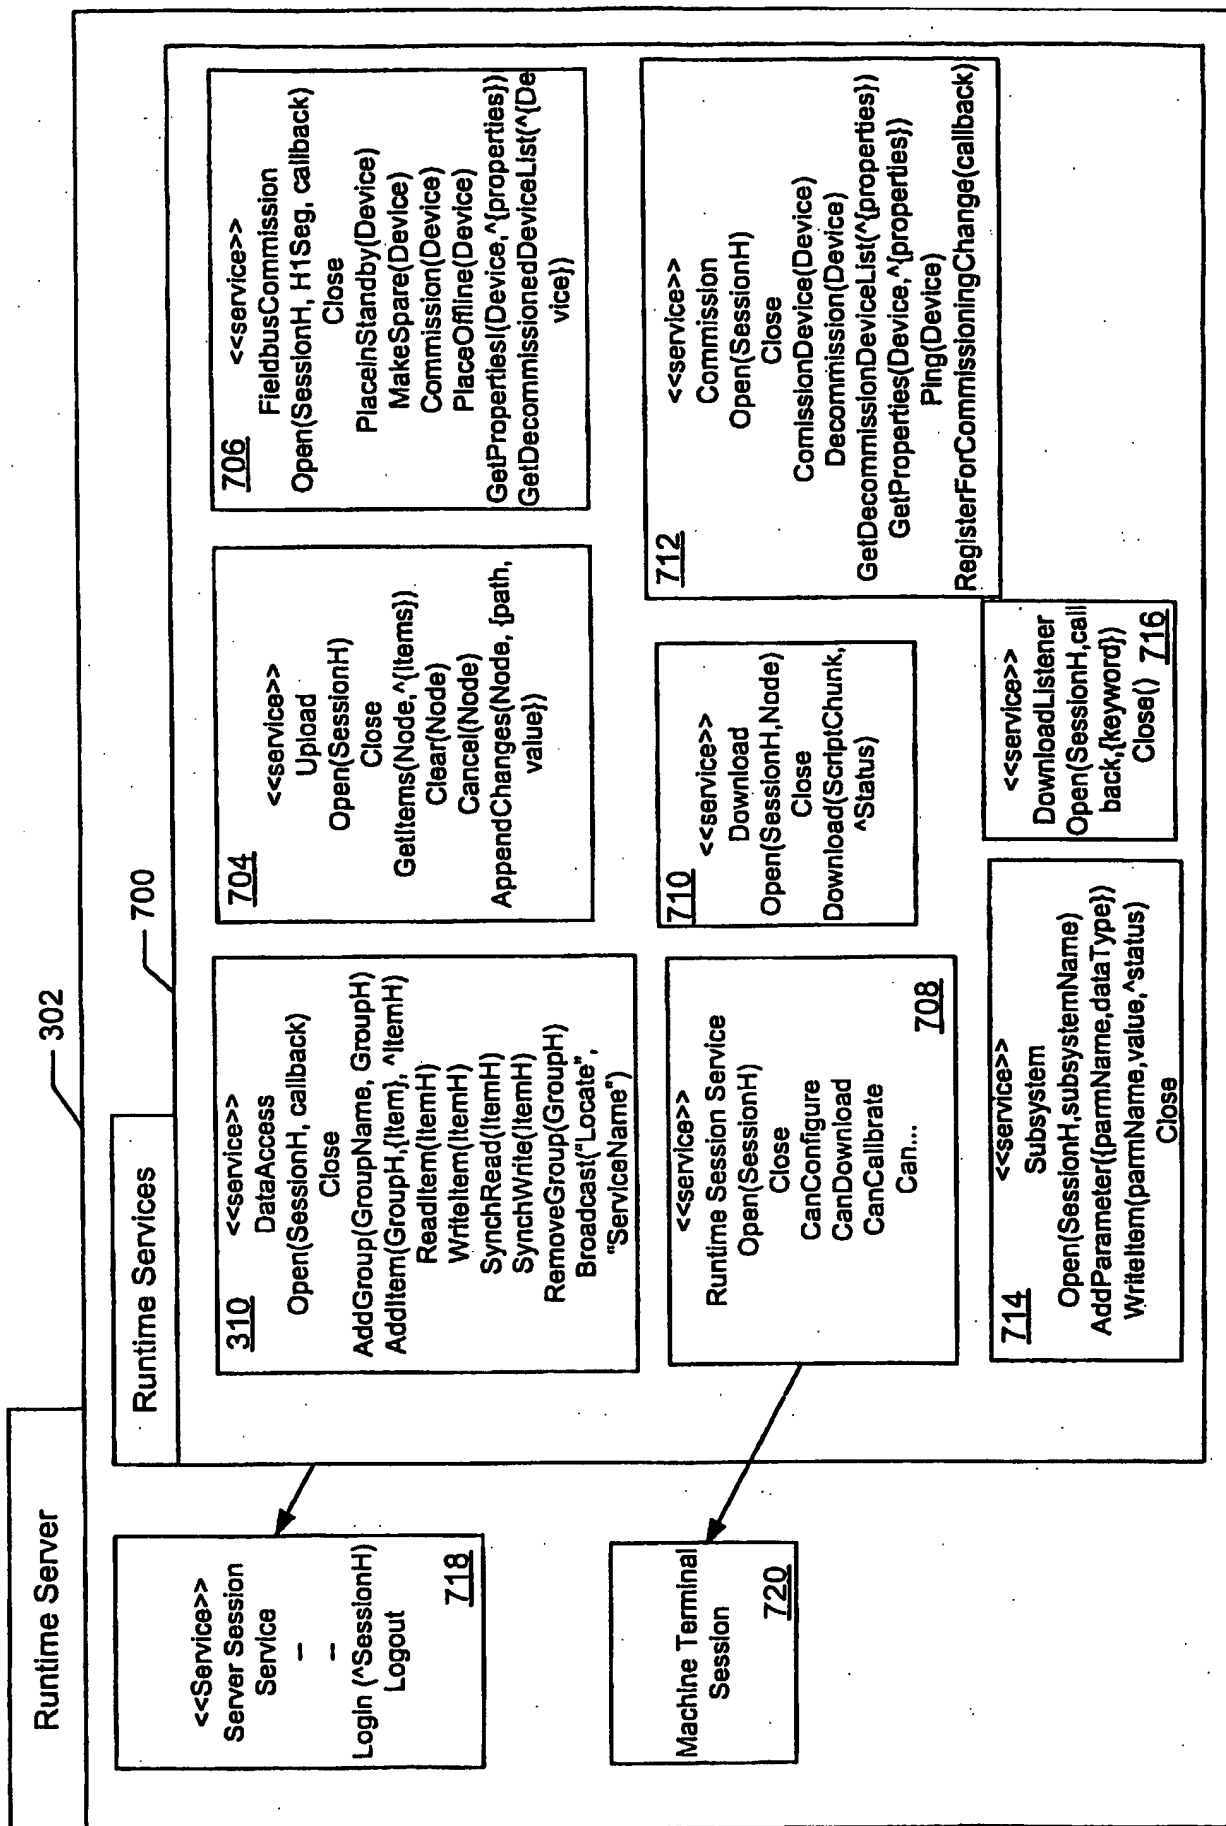 Runtime Server
302
Runtime Services
700
<<Service>>
Server Session
Service
--
--
Login (^SessionH)
Logout
718
Machine Terminal
Session
720
310
<<service>>
DataAccess
Open(SessionH, callback)
Close
AddGroup(GroupName, GroupH)
AddItem(GroupH,{Item}, ^ItemH)
ReadItem(ItemH)
WriteItem(ItemH)
SynchRead(ItemH)
SynchWrite(ItemH)
RemoveGroup(GroupH)
Broadcast("Locate",
"ServiceName")
704
<<service>>
Upload
Open(SessionH)
Close
GetItems(Node,^{Items})
Clear(Node)
Cancel(Node)
AppendChanges(Node, {path,
value})
706
<<service>>
FieldbusCommission
Open(SessionH, H1Seg, callback)
Close
PlaceinStandby(Device)
MakeSpare(Device)
Commission(Device)
PlaceOffline(Device)
GetProperties(Device,^{properties})
GetDecommissionedDeviceList(^{De
vice})
<<service>>
Runtime Session Service
Open(SessionH)
Close
CanConfigure
CanDownload
CanCalibrate
Can...
708
710
<<service>>
Download
Open(SessionH,Node)
Close
Download(ScriptChunk,
^Status)
712
<<service>>
Commission
Open(SessionH)
Close
ComissionDevice(Device)
Decommission(Device)
GetDecommissionDeviceList(^{properties})
GetProperties(Device,^{properties})
Ping(Device)
RegisterForCommissioningChange(callback)
714
<<service>>
Subsystem
Open(SessionH,subsystemName)
AddParameter({parmName,dataType})
WriteItem(parmName,value,^status)
Close
<<service>>
DownloadListener
Open(SessionH,call
back,{keyword})
Close()
716